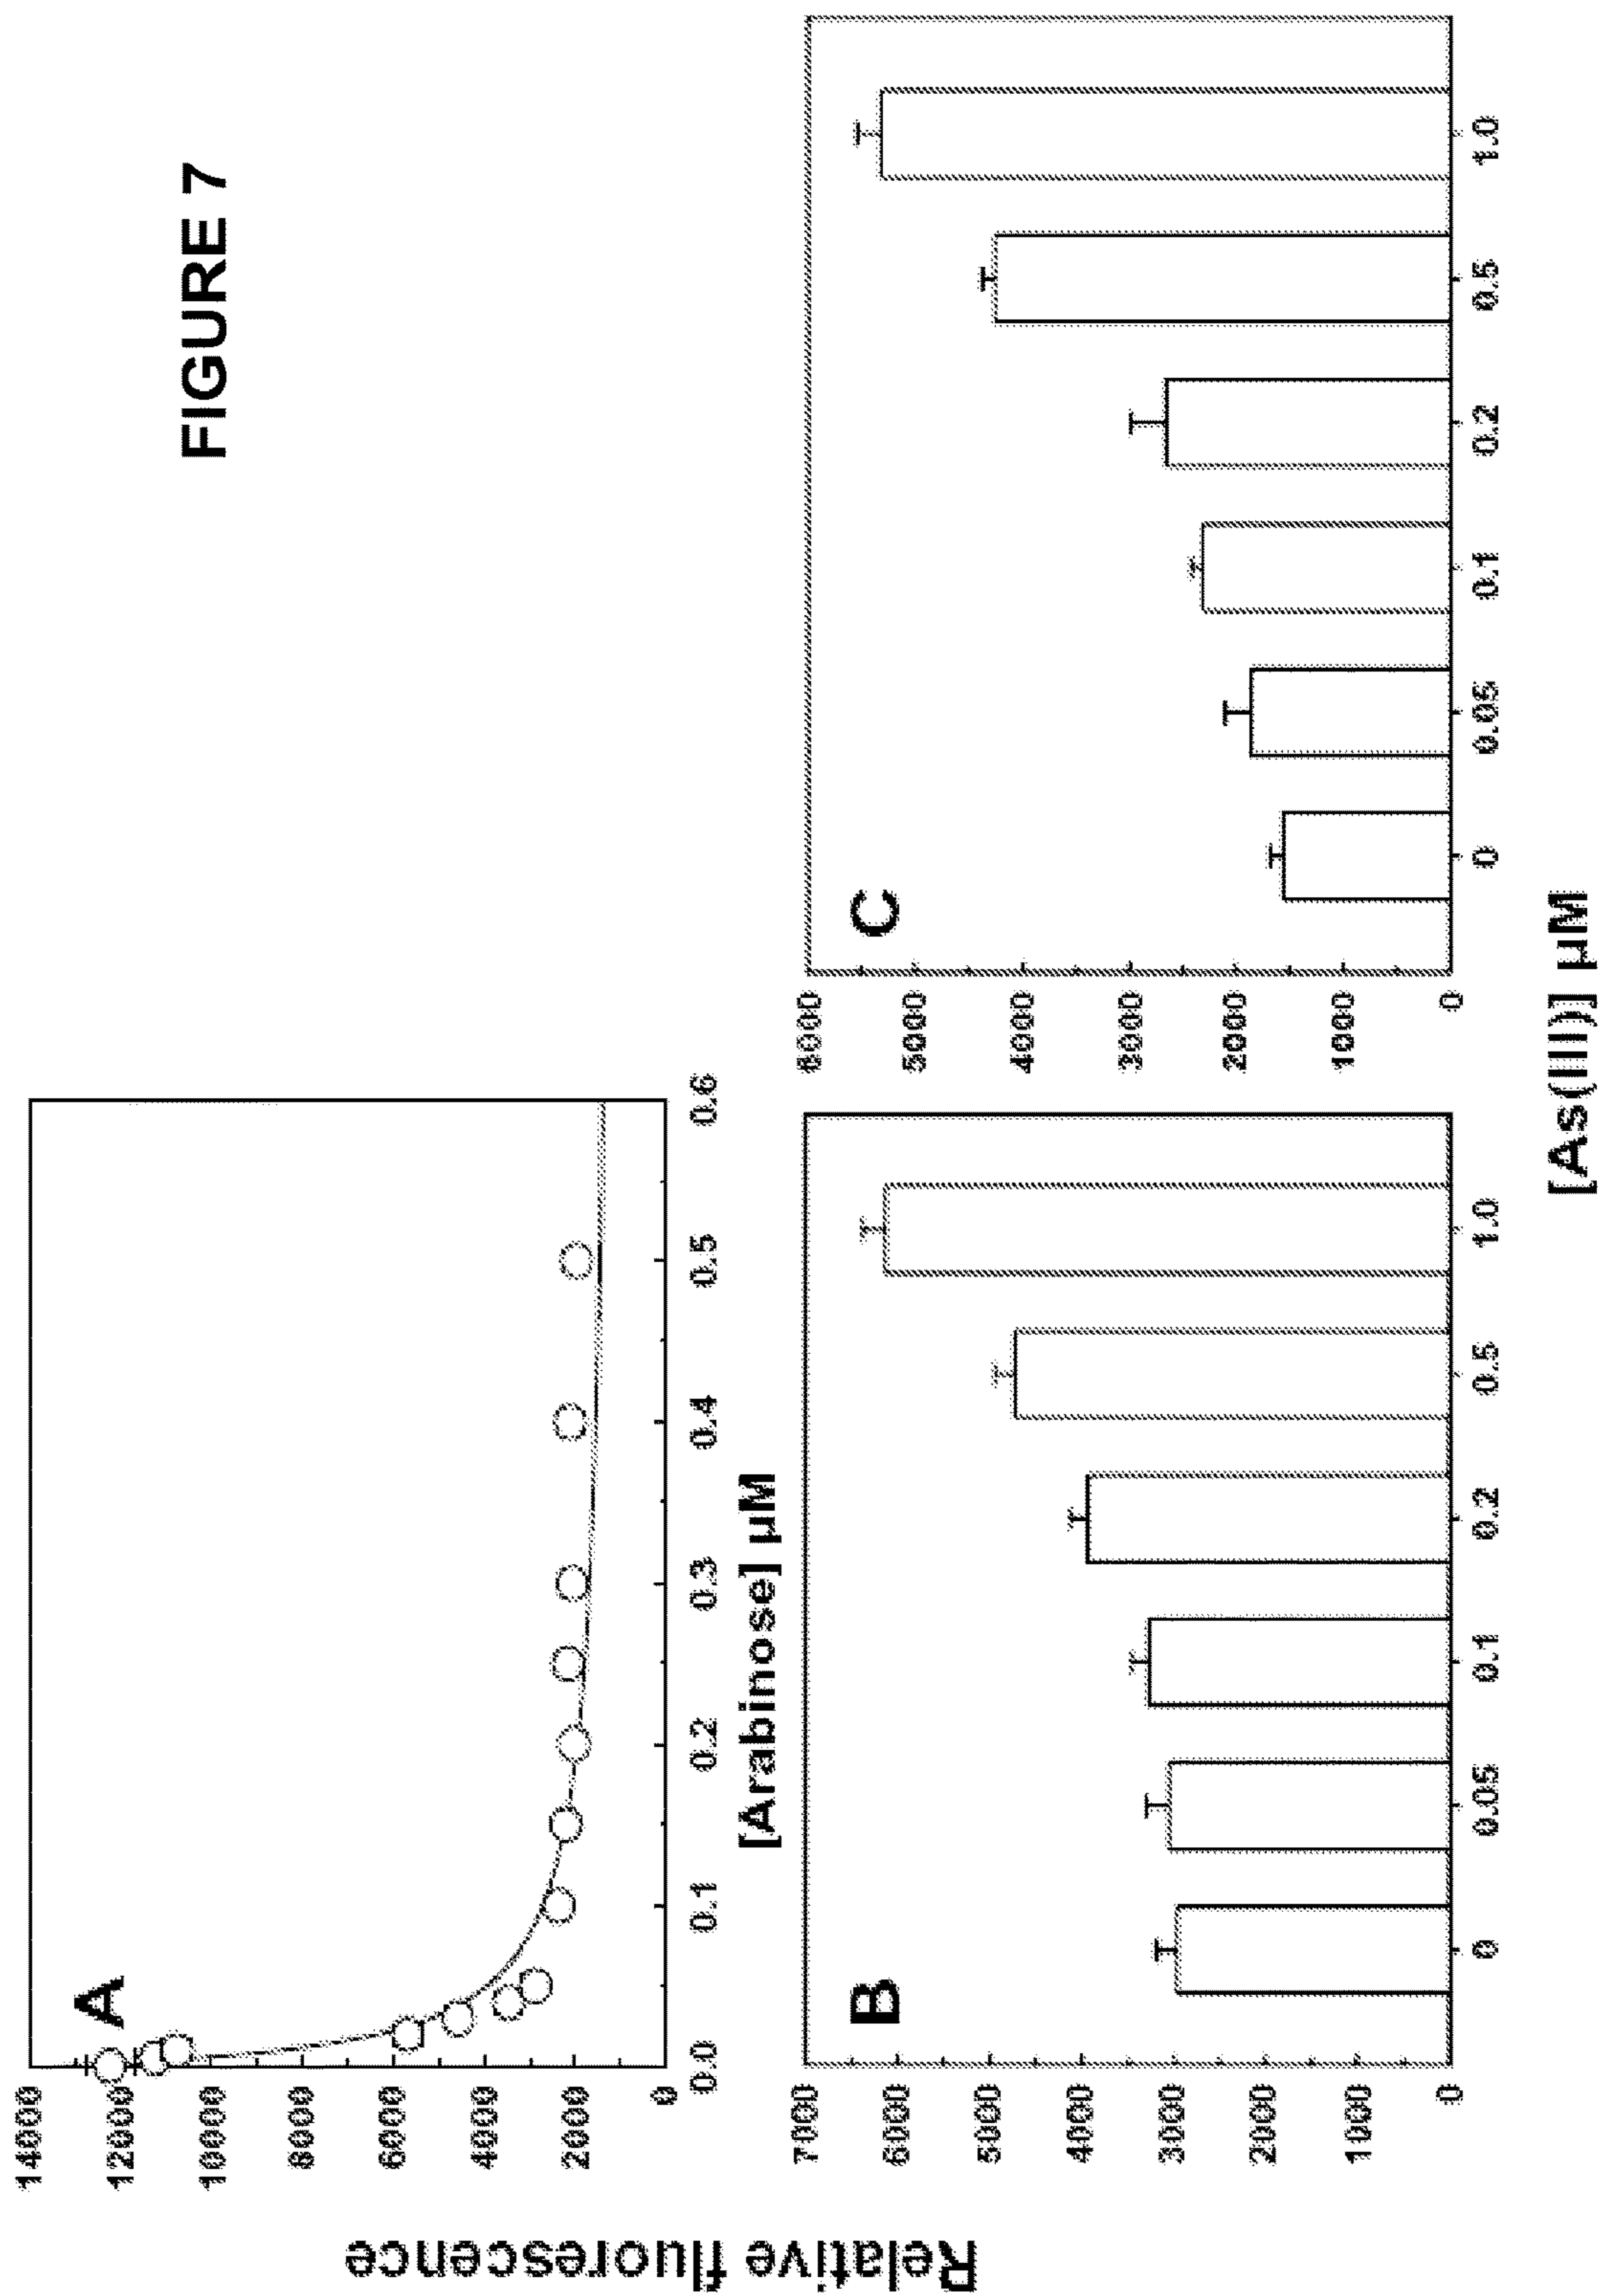 FIGURE 7
Relative fluorescence
A
14000
12000
10000
8000
6000
4000
2000
0
0.0 0.1 0.2 0.3 0.4 0.5 0.6
[Arabinose] µM
B
7000
6000
5000
4000
3000
2000
1000
0
0 0.05 0.1 0.2 0.5 1.0
C
6000
5000
4000
3000
2000
1000
0
0 0.05 0.1 0.2 0.5 1.0
[As(III)] µM